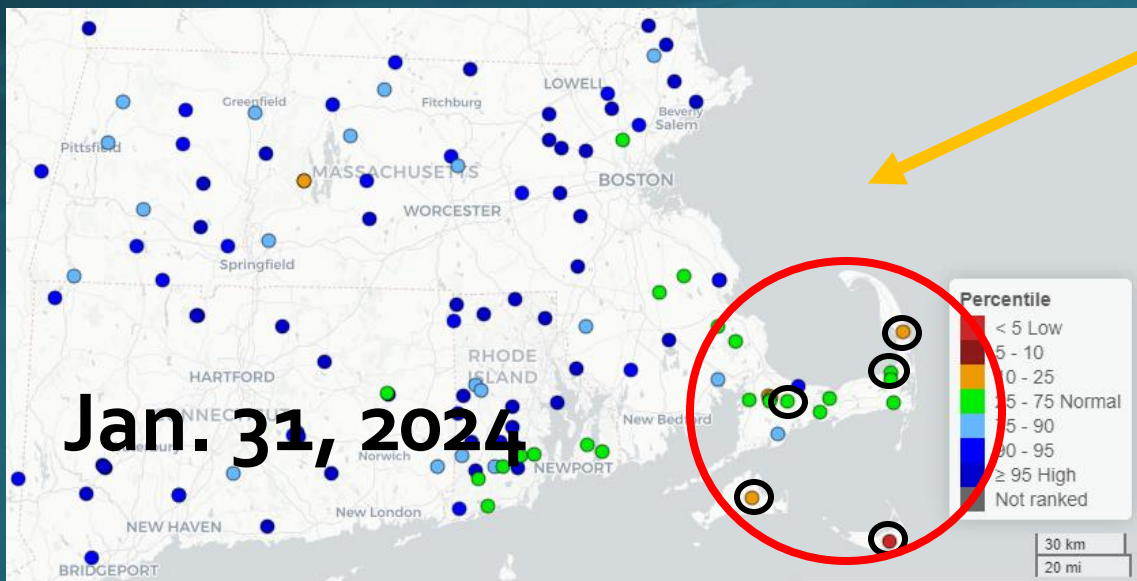 LOWELL
Greenfield
Fitchburg
Beverly
Salem
Pittsfield
MASSACHUSETTS
BOSTON
WORCESTER
Springfield
Percentile
< 5 Low
5 - 10
10 - 25
25 - 75 Normal
75 - 90
90 - 95
≥ 95 High
Not ranked
RHODE
ISLAND
HARTFORD
Jan. 31, 2024
New Bedford
Norwich
NEWPORT
New London
NEW HAVEN
BRIDGEPORT
30 km
20 mi